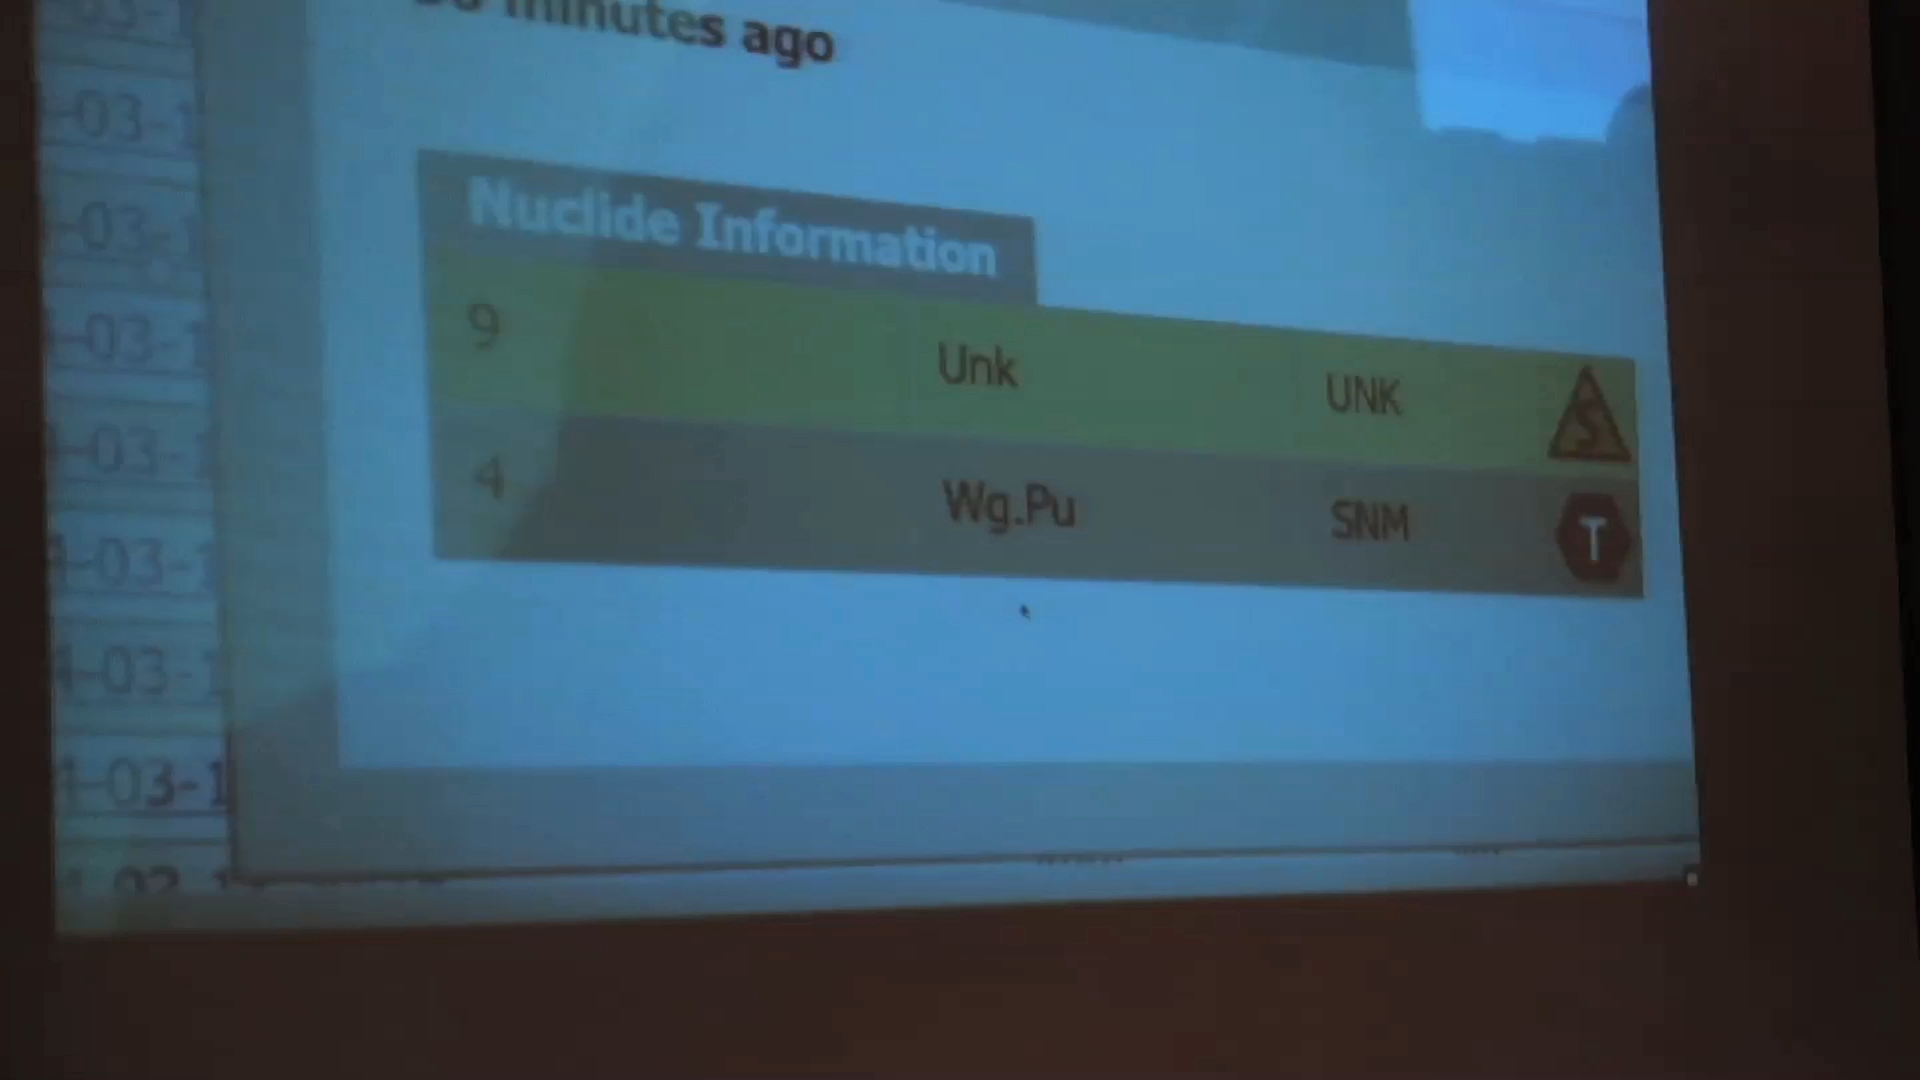 minutes ago
Nuclide Information
9 Unk UNK S
4 Wg.Pu SNM T
-03-1
-03-1
-03-1
-03-1
-03-1
-03-1
-03-1